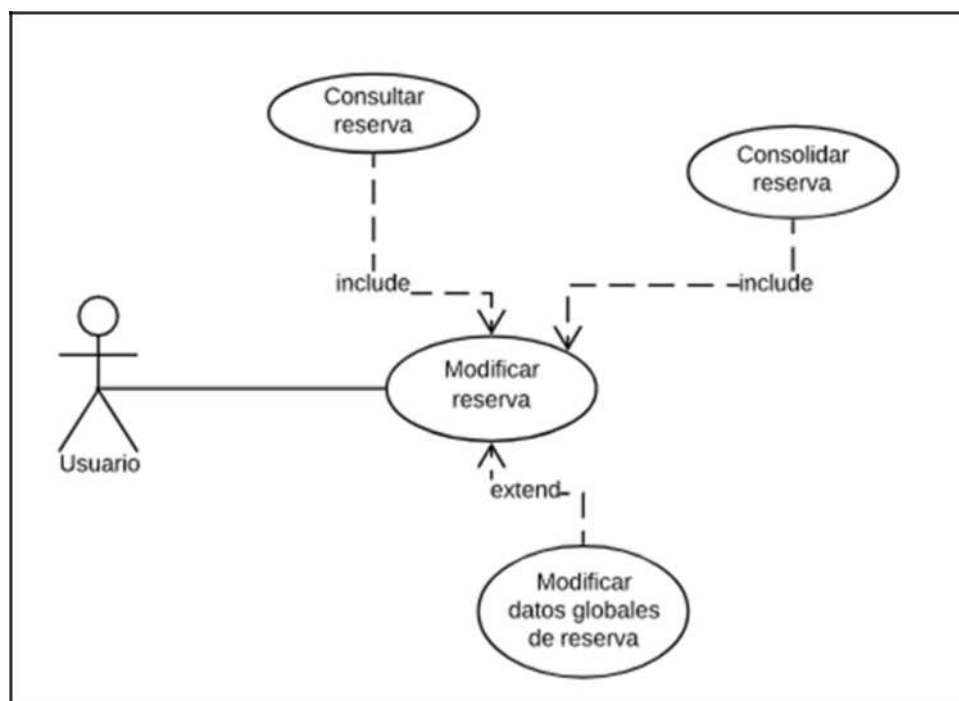 Consultar
reserva
Consolidar
reserva
include
include
Modificar
reserva
Usuario
extend
Modificar
datos globales
de reserva